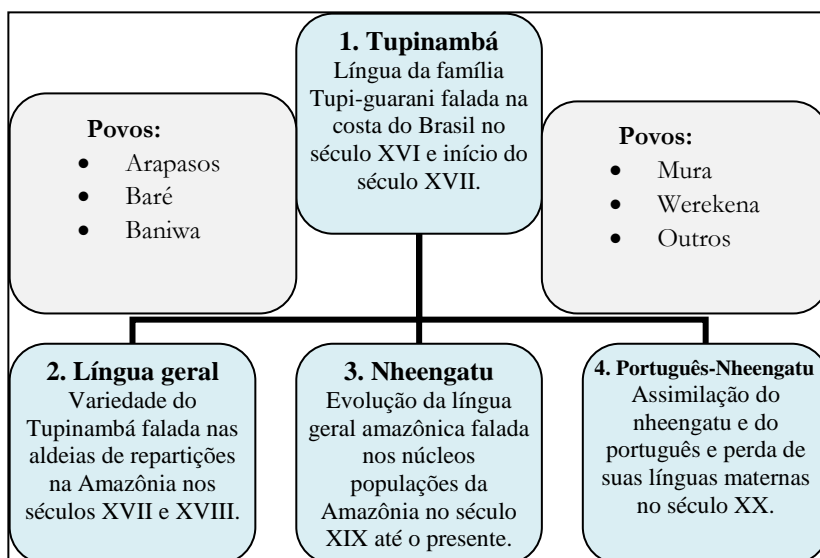 1. Tupinambá
Língua da família
Tupi-guarani falada na
costa do Brasil no
século XVI e início do
século XVII.
Povos:
• Arapasos
• Baré
• Baniwa
Povos:
• Mura
• Werekena
• Outros
2. Língua geral
Variedade do
Tupinambá falada nas
aldeias de repartições
na Amazônia nos
séculos XVII e XVIII.
3. Nheengatu
Evolução da língua
geral amazônica falada
nos núcleos
populações da
Amazônia no século
XIX até o presente.
4. Português-Nheengatu
Assimilação do
nheengatu e do
português e perda de
suas línguas maternas
no século XX.